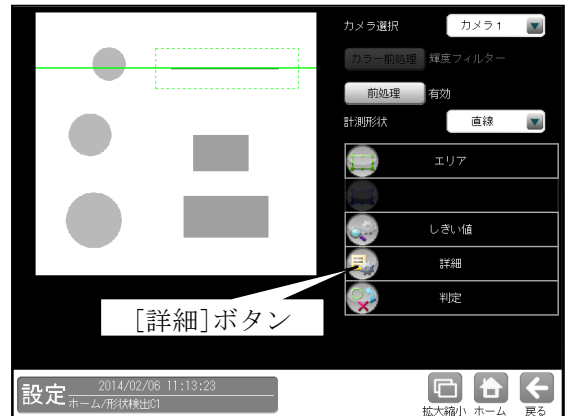 カメラ選択
カメラ1
カラー前処理
輝度フィルター
前処理
有効
計測形状
直線
エリア
しきい値
詳細
判定
[詳細]ボタン
設定
2014/02/06 11:13:23
ホーム/形状検出C1
拡大縮小
ホーム
戻る